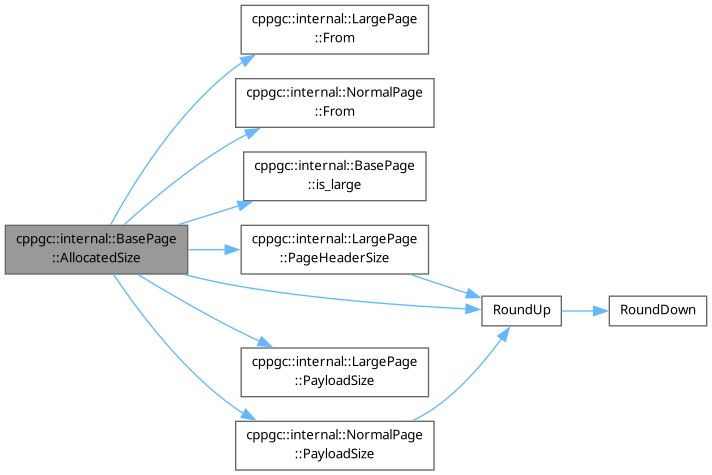 cppgc::internal::LargePage
::From
cppgc::internal::NormalPage
::From
cppgc::internal::BasePage
::is_large
cppgc::internal::BasePage
::AllocatedSize
cppgc::internal::LargePage
::PageHeaderSize
RoundUp
RoundDown
cppgc::internal::LargePage
::PayloadSize
cppgc::internal::NormalPage
::PayloadSize